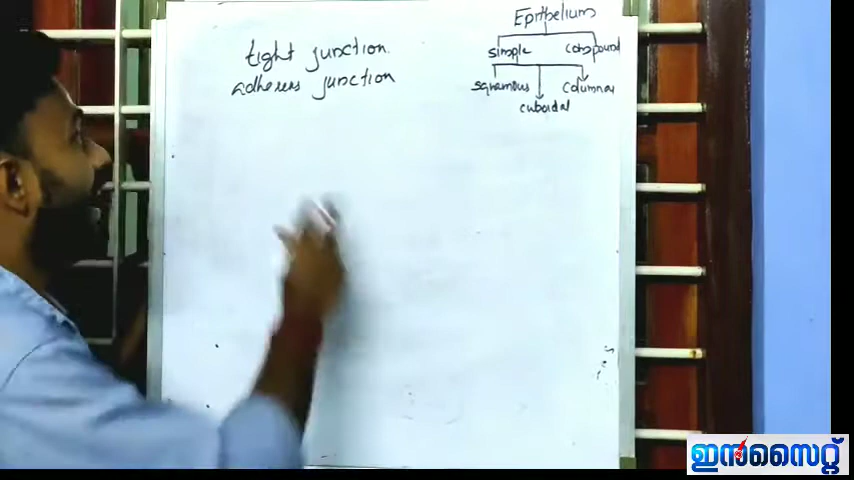 tight junction.
adherens junction
Epithelium
simple compound
squamous columnar
cuboidal
ഇൻസൈറ്റ്